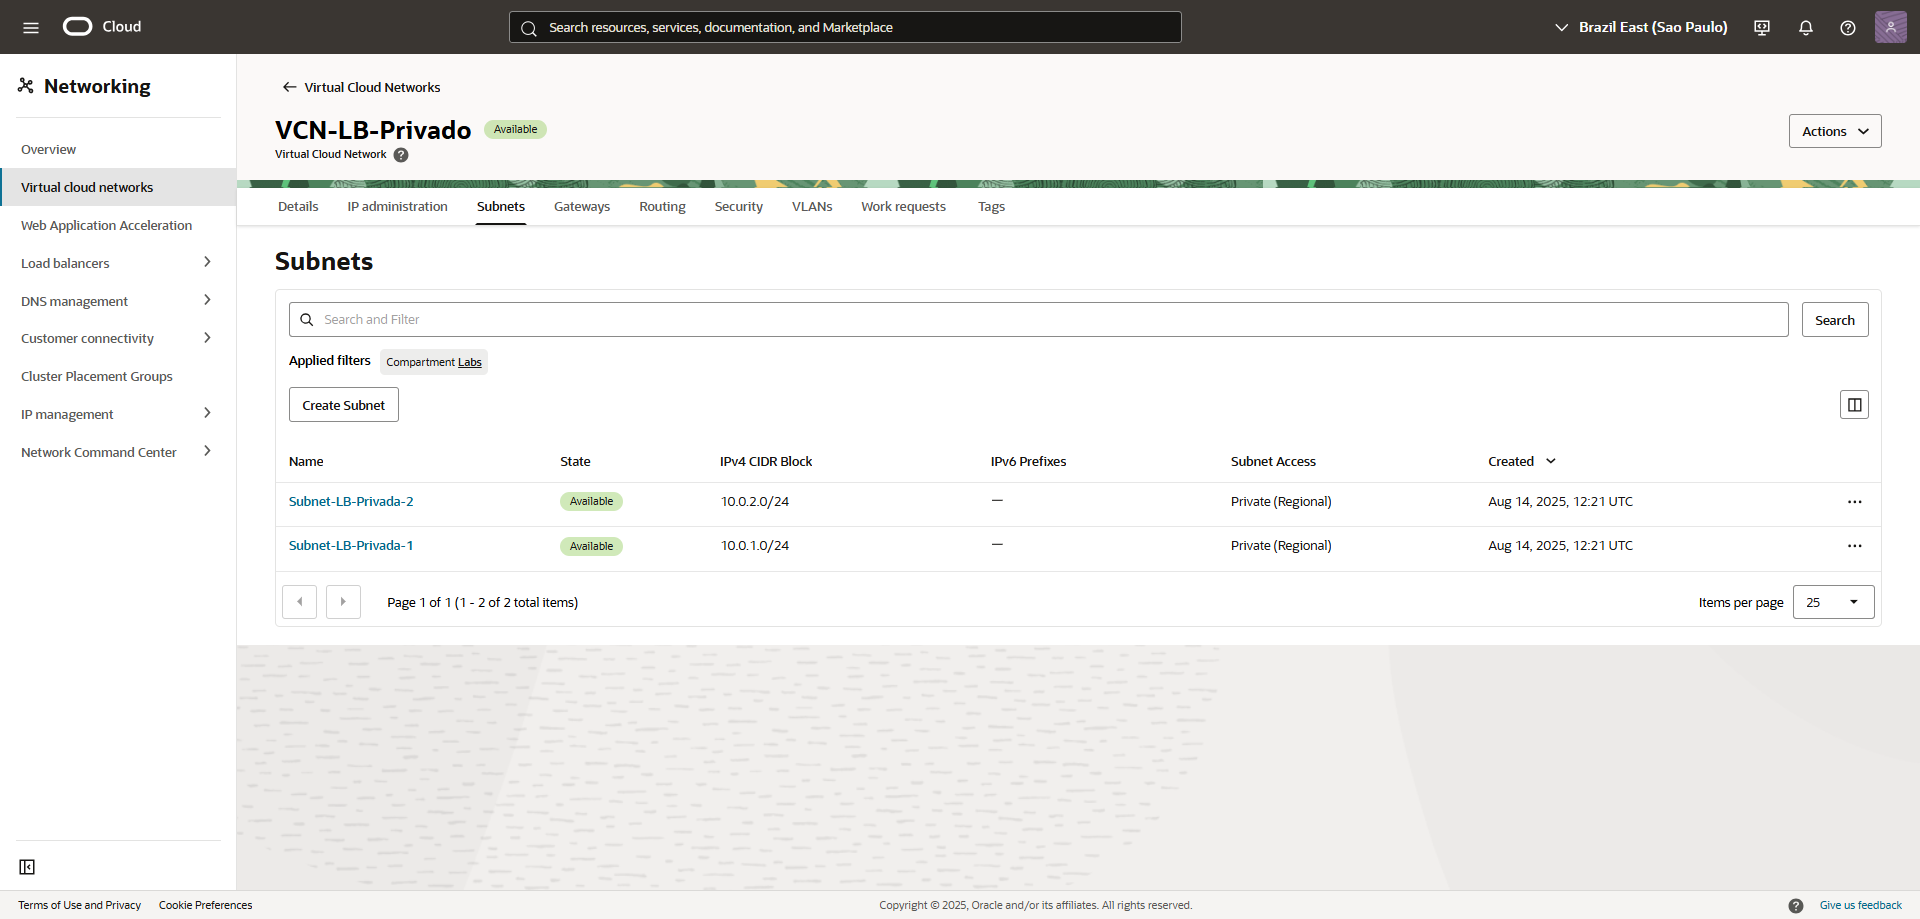 Cloud
Search resources, services, documentation, and Marketplace
Brazil East (Sao Paulo)
Networking
Overview
Virtual cloud networks
Web Application Acceleration
Load balancers
DNS management
Customer connectivity
Cluster Placement Groups
IP management
Network Command Center
Virtual Cloud Networks
VCN-LB-Privado Available
Virtual Cloud Network ?
Actions
Details IP administration Subnets Gateways Routing Security VLANs Work requests Tags
Subnets
Search and Filter
Search
Applied filters Compartment Labs
Create Subnet
Name State IPv4 CIDR Block IPv6 Prefixes Subnet Access Created
Subnet-LB-Privada-2 Available 10.0.2.0/24 — Private (Regional) Aug 14, 2025, 12:21 UTC
Subnet-LB-Privada-1 Available 10.0.1.0/24 — Private (Regional) Aug 14, 2025, 12:21 UTC
Page 1 of 1 (1 - 2 of 2 total items)
Items per page 25
Terms of Use and Privacy Cookie Preferences
Copyright © 2025, Oracle and/or its affiliates. All rights reserved.
? Give us feedback